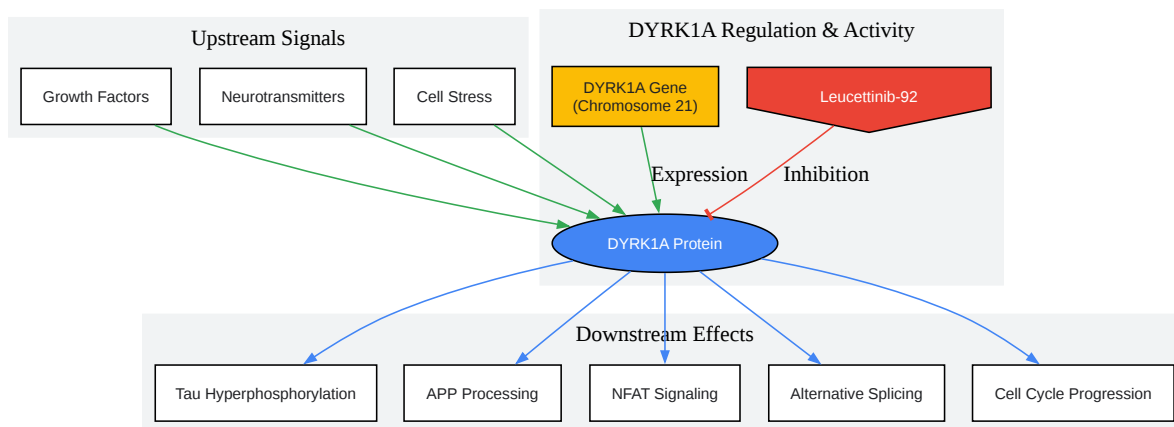 Upstream Signals
Growth Factors
Neurotransmitters
Cell Stress
DYRK1A Regulation & Activity
DYRK1A Gene
(Chromosome 21)
Leucettinib-92
Expression
Inhibition
DYRK1A Protein
Downstream Effects
Tau Hyperphosphorylation
APP Processing
NFAT Signaling
Alternative Splicing
Cell Cycle Progression